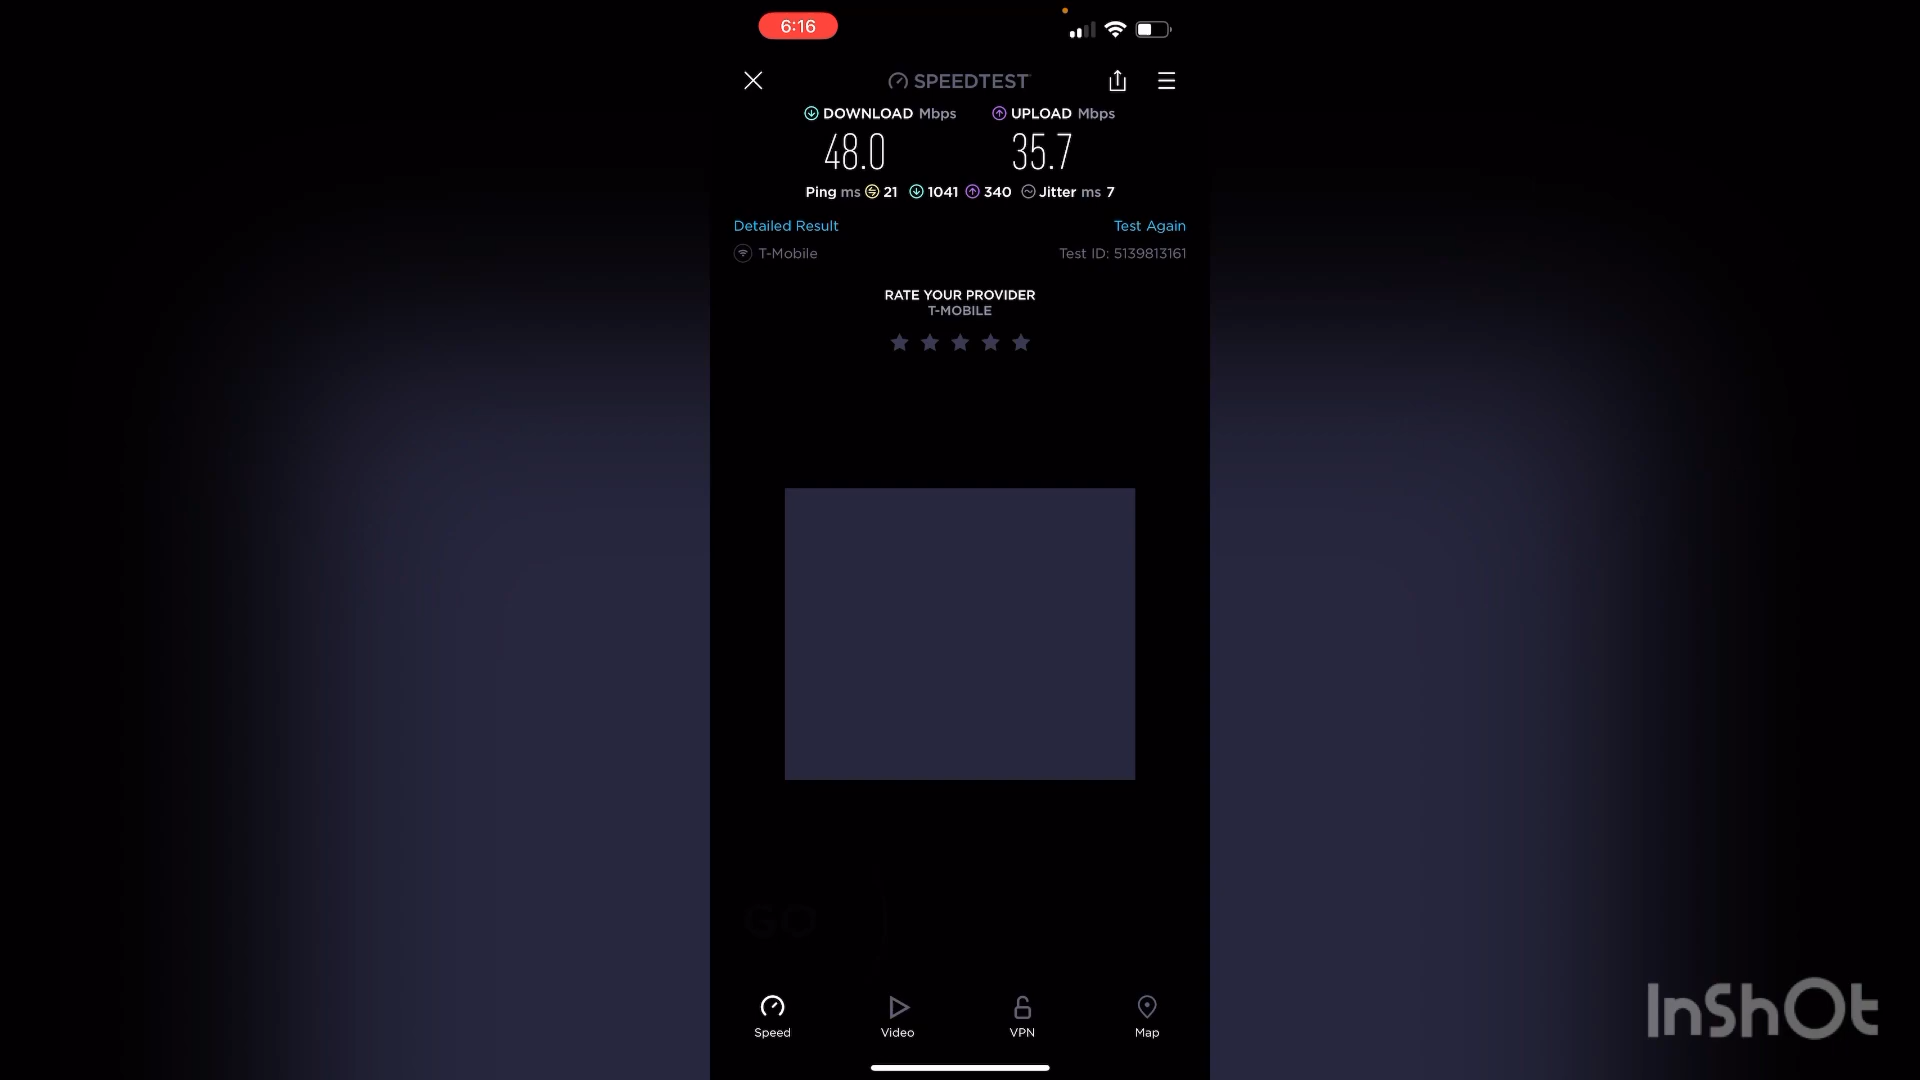 6:16
SPEEDTEST
DOWNLOAD Mbps
UPLOAD Mbps
48.0
35.7
Ping ms 21 1041 340 Jitter ms 7
Detailed Result
Test Again
T-Mobile
Test ID: 5139813161
RATE YOUR PROVIDER
T-MOBILE
GO
Speed
Video
VPN
Map
InShOt